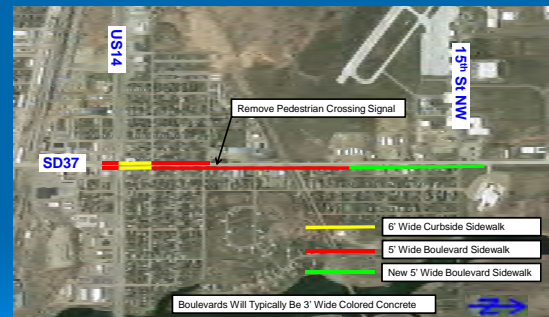 US14
15th St NW
Remove Pedestrian Crossing Signal
SD37
6' Wide Curbside Sidewalk
5' Wide Boulevard Sidewalk
New 5' Wide Boulevard Sidewalk
Boulevards Will Typically Be 3' Wide Colored Concrete
N